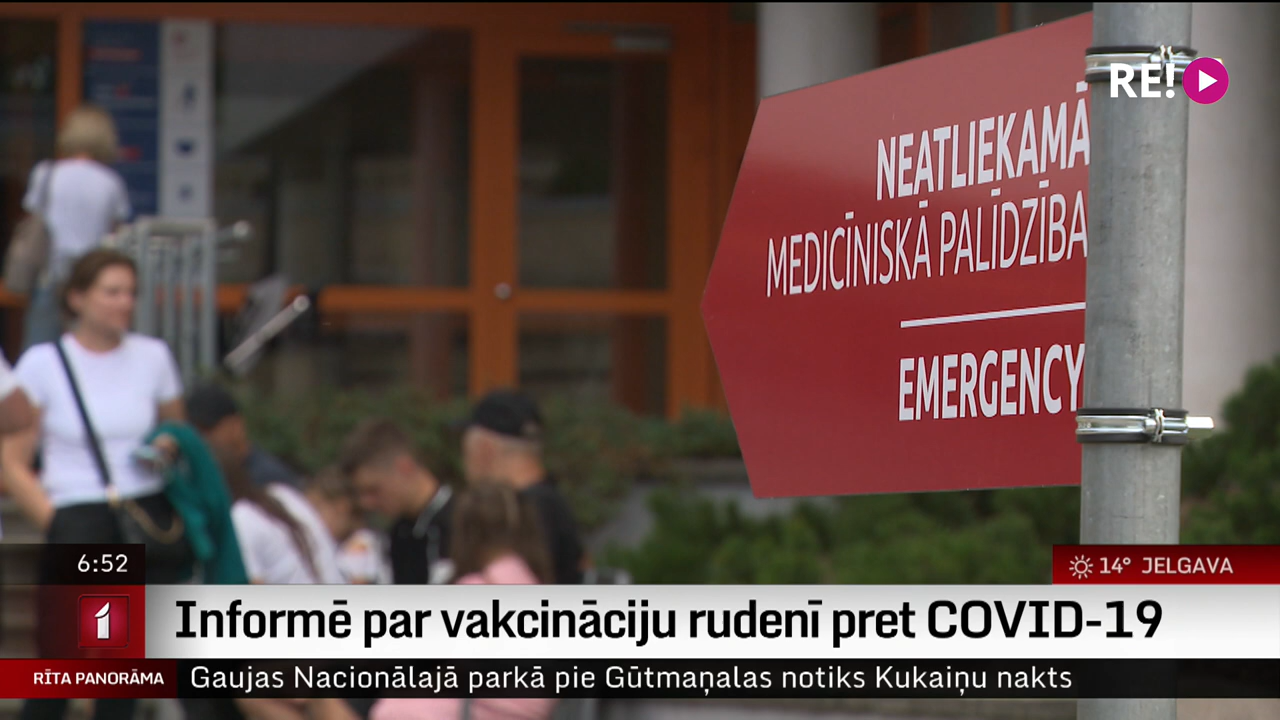 RE!
NEATLIEKAMĀ
MEDICĪNISKĀ PALĪDZĪBA
EMERGENCY
6:52
14° JELGAVA
1
Informē par vakcināciju rudenī pret COVID-19
RĪTA PANORĀMA
Gaujas Nacionālajā parkā pie Gūtmaņalas notiks Kukaiņu nakts